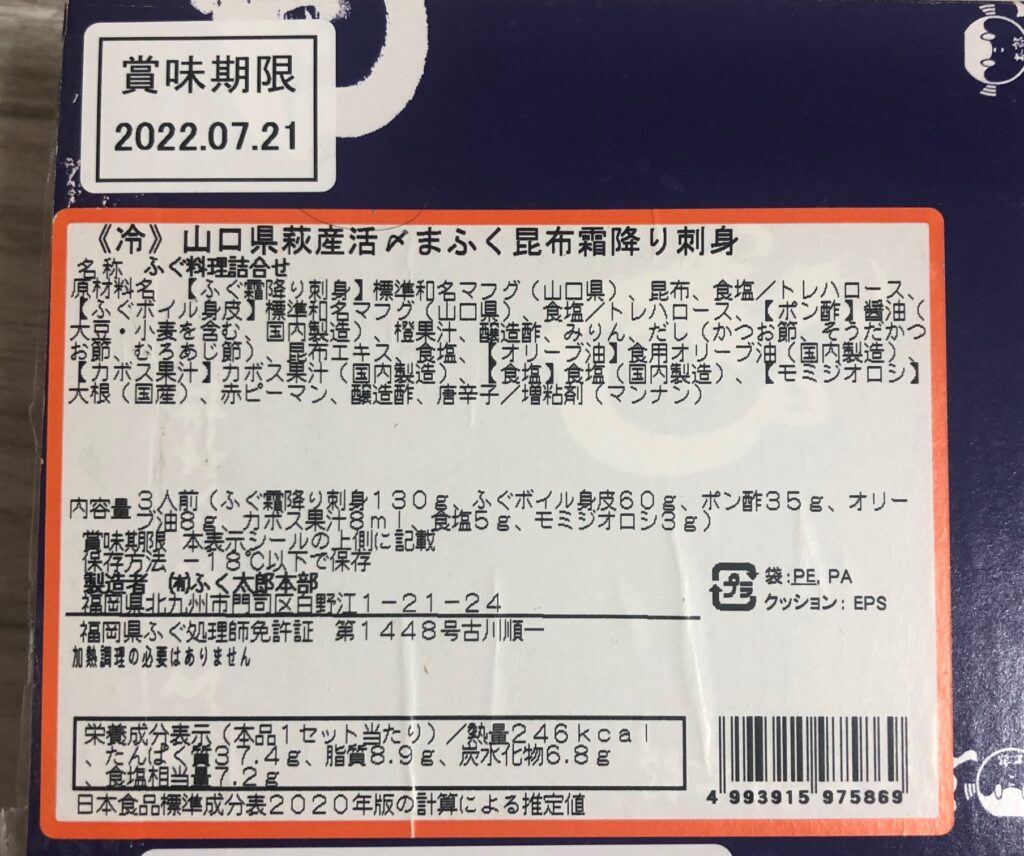 賞味期限
2022.07.21
《冷》山口県萩産活〆まふく昆布霜降り刺身
名称　ふぐ料理詰合せ
原材料名　【ふぐ霜降り刺身】標準和名マフグ（山口県）、昆布、食塩／トレハロース、
【ふぐボイル身皮】標準和名マフグ（山口県）、食塩／トレハロース、【ポン酢】醤油（
大豆・小麦を含む、国内製造）、橙果汁、醸造酢、みりん、だし（かつお節、そうだかつ
お節、むろあじ節）、昆布エキス、食塩、【オリーブ油】食用オリーブ油（国内製造）、
【カボス果汁】カボス果汁（国内製造）、【食塩】食塩（国内製造）、【モミジオロシ】
大根（国産）、赤ピーマン、醸造酢、唐辛子／増粘剤（マンナン）
内容量 3人前（ふぐ霜降り刺身１３０ｇ、ふぐボイル身皮６０ｇ、ポン酢３５ｇ、オリー
ブ油８ｇ、カボス果汁８ｍｌ、食塩５ｇ、モミジオロシ３ｇ）
賞味期限　本表示シールの上側に記載
保存方法　－１８℃以下で保存
製造者　㈲ふく太郎本部
福岡県北九州市門司区白野江１－２１－２４
福岡県ふぐ処理師免許証　第１４４８号古川順一
加熱調理の必要はありません
プラ
袋：PE, PA
クッション：EPS
栄養成分表示（本品１セット当たり）／熱量２４６ｋｃａｌ
、たんぱく質３７.４ｇ、脂質８.９ｇ、炭水化物６.８ｇ
、食塩相当量７.２ｇ
日本食品標準成分表２０２０年版の計算による推定値
4 993915 975869